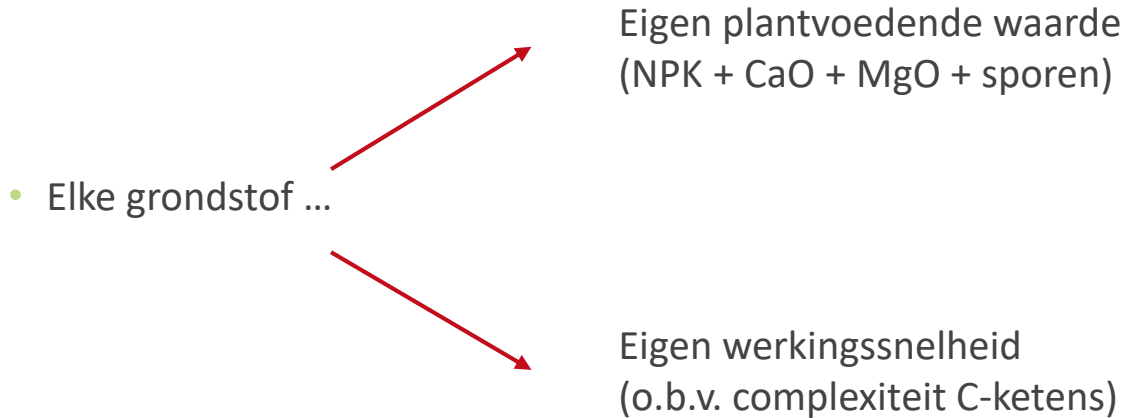 Eigen plantvoedende waarde
(NPK + CaO + MgO + sporen)
• Elke grondstof …
Eigen werkingssnelheid
(o.b.v. complexiteit C-ketens)